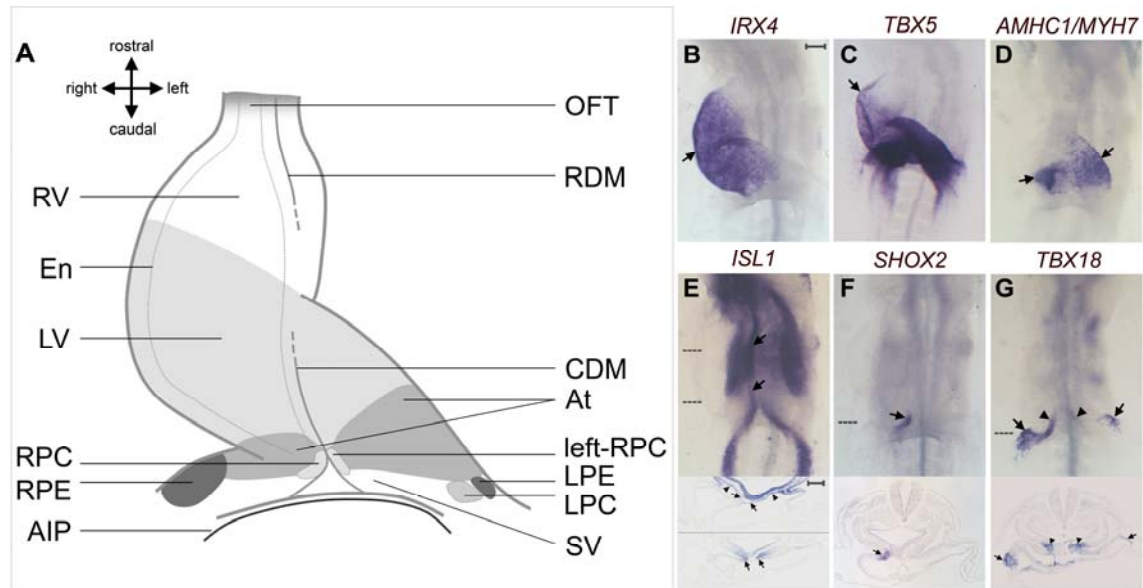 A
rostral
right
left
caudal
OFT
RDM
RV
En
LV
CDM
At
RPC
left-RPC
RPE
LPE
LPC
AIP
SV
IRX4
TBX5
AMHC1/MYH7
B
C
D
ISL1
SHOX2
TBX18
E
F
G